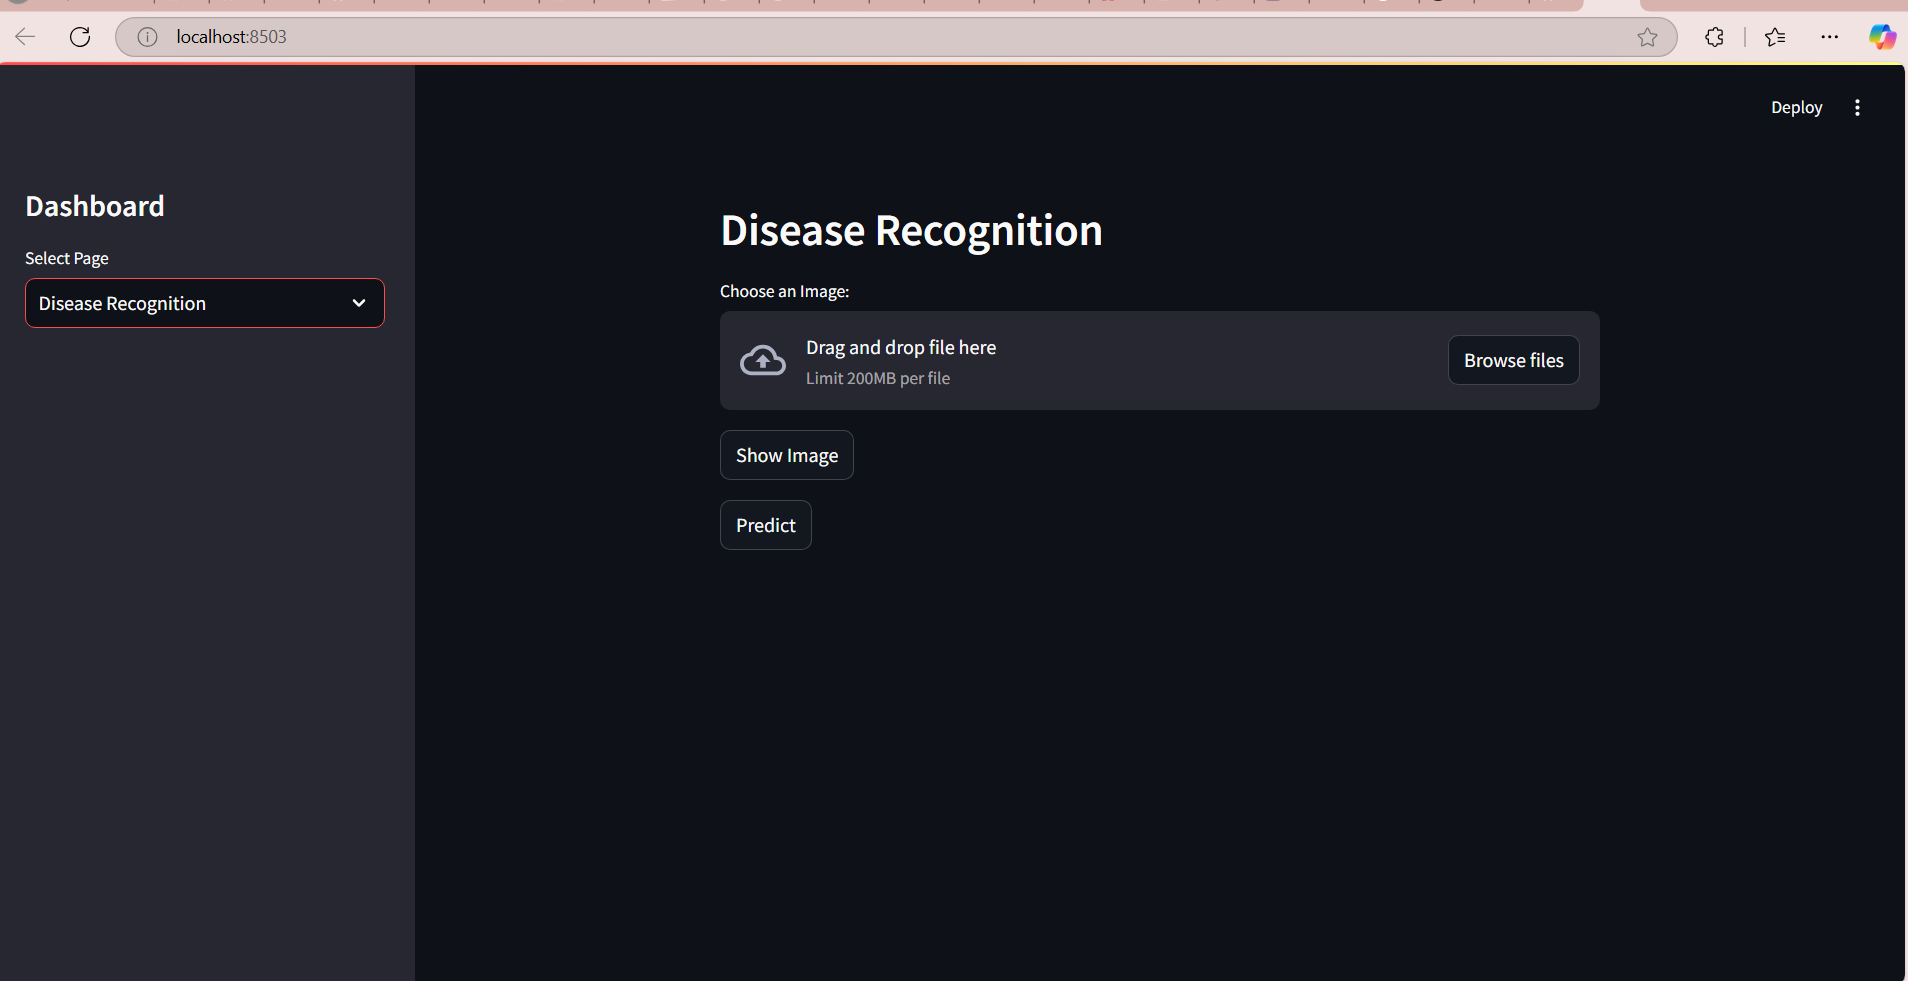 localhost:8503
Deploy
Dashboard
Select Page
Disease Recognition
Disease Recognition
Choose an Image:
Drag and drop file here
Limit 200MB per file
Browse files
Show Image
Predict